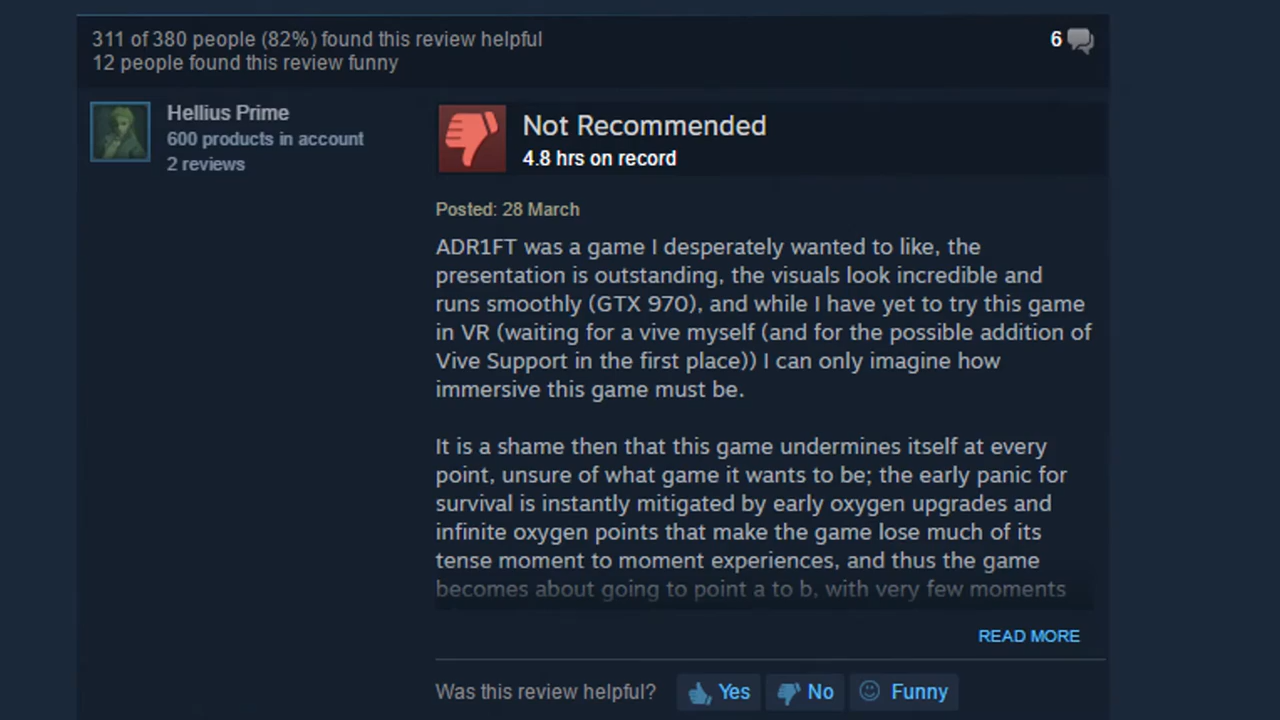 311 of 380 people (82%) found this review helpful
6
12 people found this review funny
Hellius Prime
600 products in account
2 reviews
Not Recommended
4.8 hrs on record
Posted: 28 March
ADR1FT was a game I desperately wanted to like, the
presentation is outstanding, the visuals look incredible and
runs smoothly (GTX 970), and while I have yet to try this game
in VR (waiting for a vive myself (and for the possible addition of
Vive Support in the first place)) I can only imagine how
immersive this game must be.
It is a shame then that this game undermines itself at every
point, unsure of what game it wants to be; the early panic for
survival is instantly mitigated by early oxygen upgrades and
infinite oxygen points that make the game lose much of its
tense moment to moment experiences, and thus the game
becomes about going to point a to b, with very few moments
READ MORE
Was this review helpful? Yes No Funny